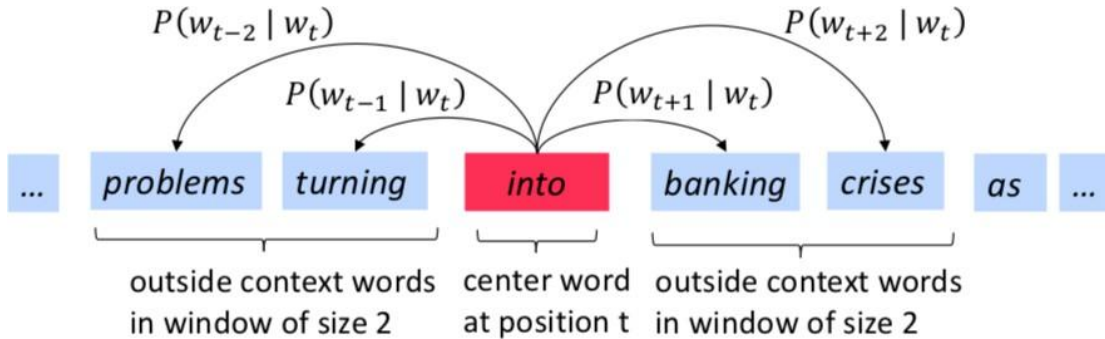 P(w_{t−2} | w_t) P(w_{t+2} | w_t)
P(w_{t−1} | w_t) P(w_{t+1} | w_t)
... problems turning into banking crises as ...
outside context words center word outside context words
in window of size 2 at position t in window of size 2